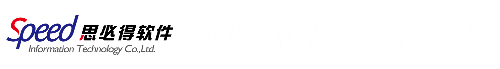 Speed 思必得软件
Information Technology Co.,Ltd.